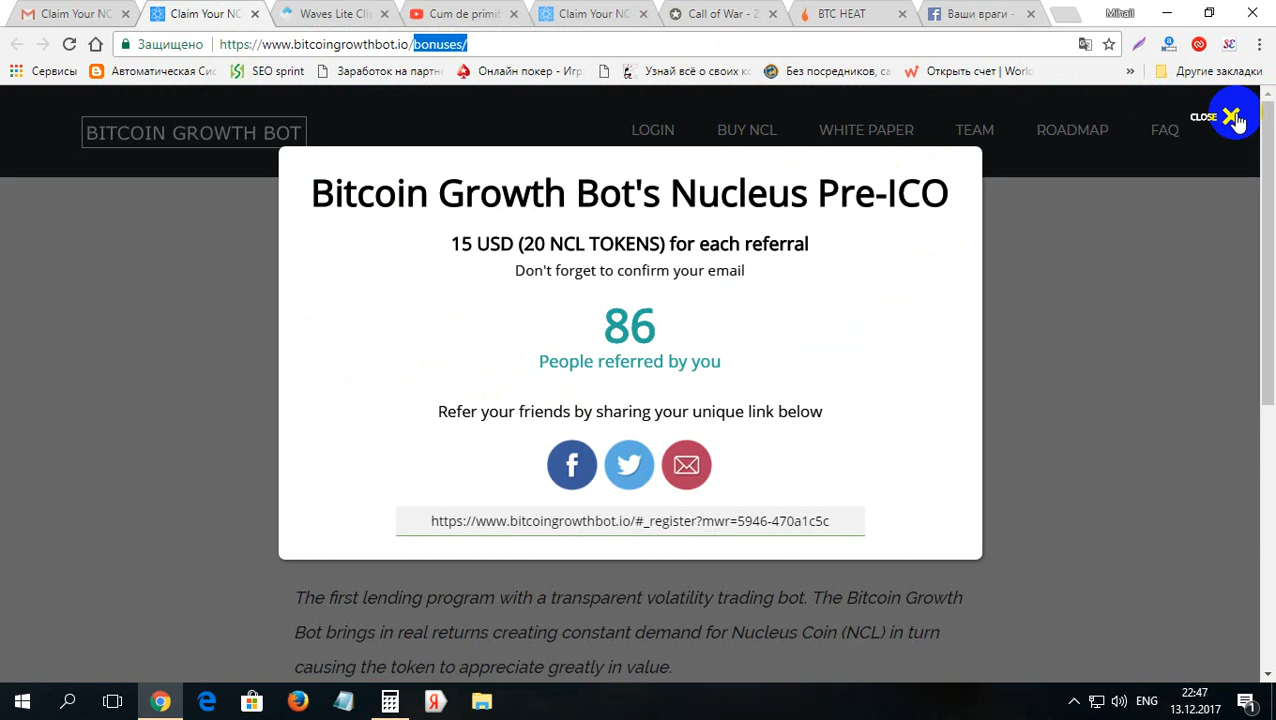 Claim Your NC
Claim Your NC
Waves Lite Cli
Cum de primit
Claim Your NC
Call of War - 2
BTC HEAT
Ваши враги -
Mihail
Защищено
https://www.bitcoingrowthbot.io/bonuses/
Сервисы
Автоматическая Сис
SEO sprint
Заработок на партн
Онлайн покер - Игр
Узнай всё о своих ко
Без посредников, са
Открыть счет | Worl
»
Другие закладки
BITCOIN GROWTH BOT
LOGIN
BUY NCL
WHITE PAPER
TEAM
ROADMAP
FAQ
CLOSE
Bitcoin Growth Bot's Nucleus Pre-ICO
15 USD (20 NCL TOKENS) for each referral
Don't forget to confirm your email
86
People referred by you
Refer your friends by sharing your unique link below
https://www.bitcoingrowthbot.io/#_register?mwr=5946-470a1c5c
The first lending program with a transparent volatility trading bot. The Bitcoin Growth
Bot brings in real returns creating constant demand for Nucleus Coin (NCL) in turn
causing the token to appreciate greatly in value.
ENG
22:47
13.12.2017
1